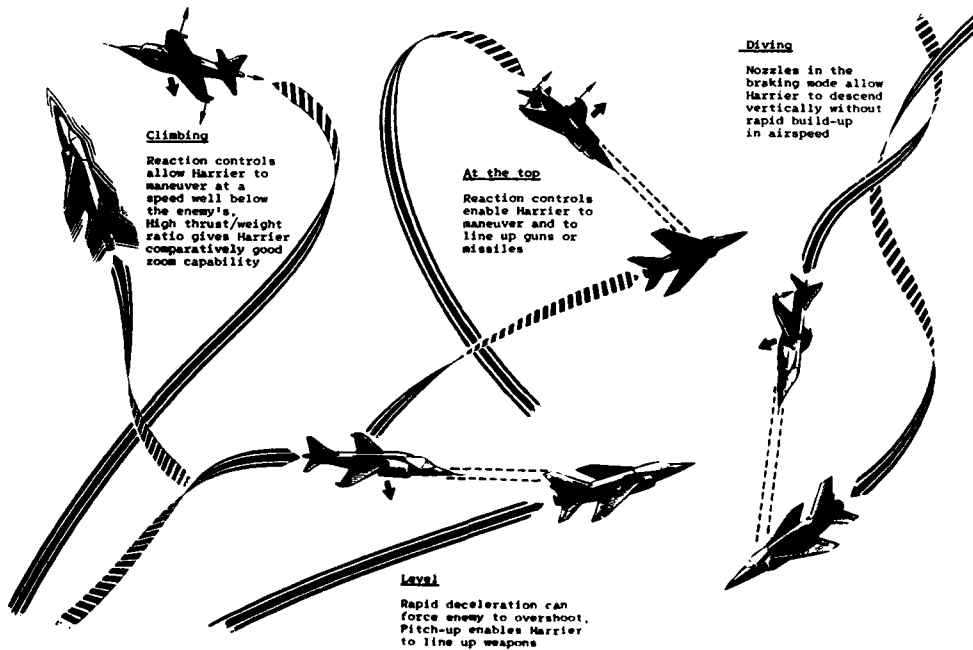 Climbing
Reaction controls
allow Harrier to
maneuver at a
speed well below
the enemy's,
High thrust/weight
ratio gives Harrier
comparatively good
zoom capability
At the top
Reaction controls
enable Harrier to
maneuver and to
line up guns or
missiles
Diving
Nozzles in the
braking mode allow
Harrier to descend
vertically without
rapid build-up
in airspeed
Level
Rapid deceleration can
force enemy to overshoot,
Pitch-up enables Harrier
to line up weapons